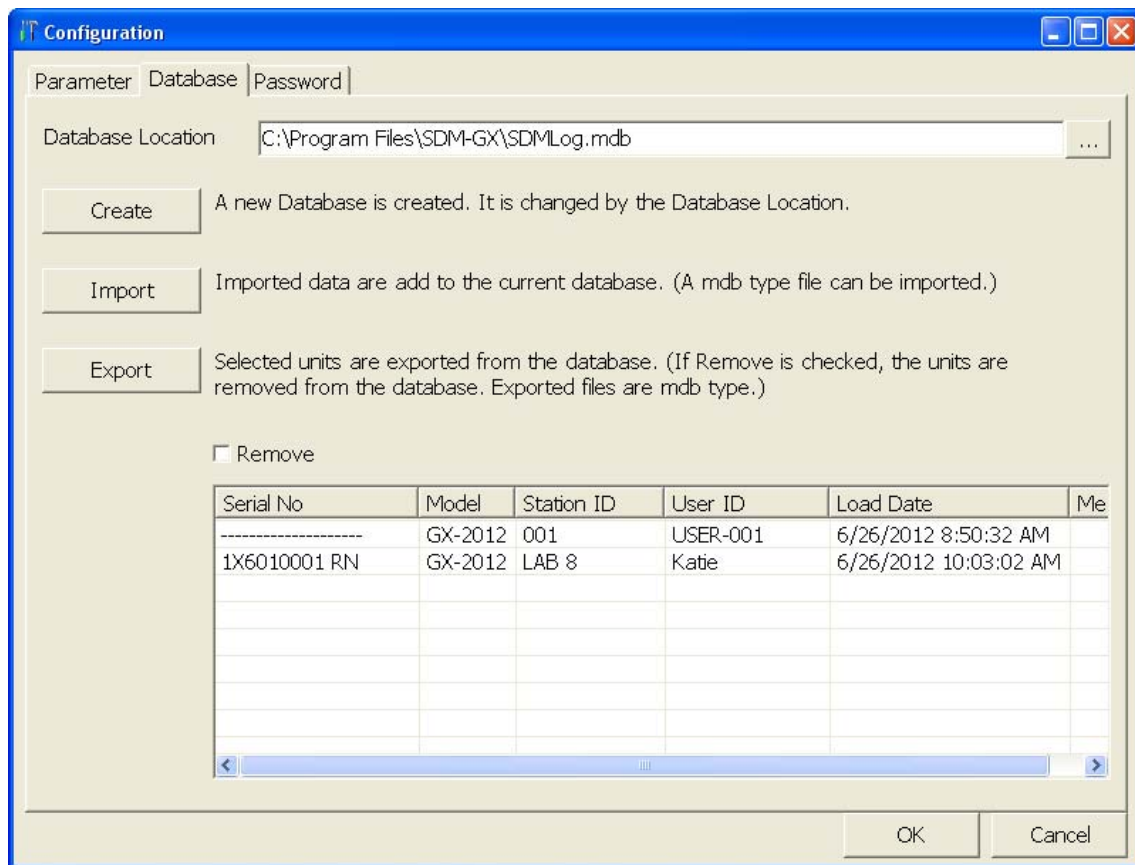 Configuration
Parameter Database Password
Database Location C:\Program Files\SDM-GX\SDMLog.mdb ...
Create A new Database is created. It is changed by the Database Location.
Import Imported data are add to the current database. (A mdb type file can be imported.)
Export Selected units are exported from the database. (If Remove is checked, the units are
removed from the database. Exported files are mdb type.)
Remove
Serial No Model Station ID User ID Load Date Me
-------------------- GX-2012 001 USER-001 6/26/2012 8:50:32 AM
1X6010001 RN GX-2012 LAB 8 Katie 6/26/2012 10:03:02 AM
OK Cancel